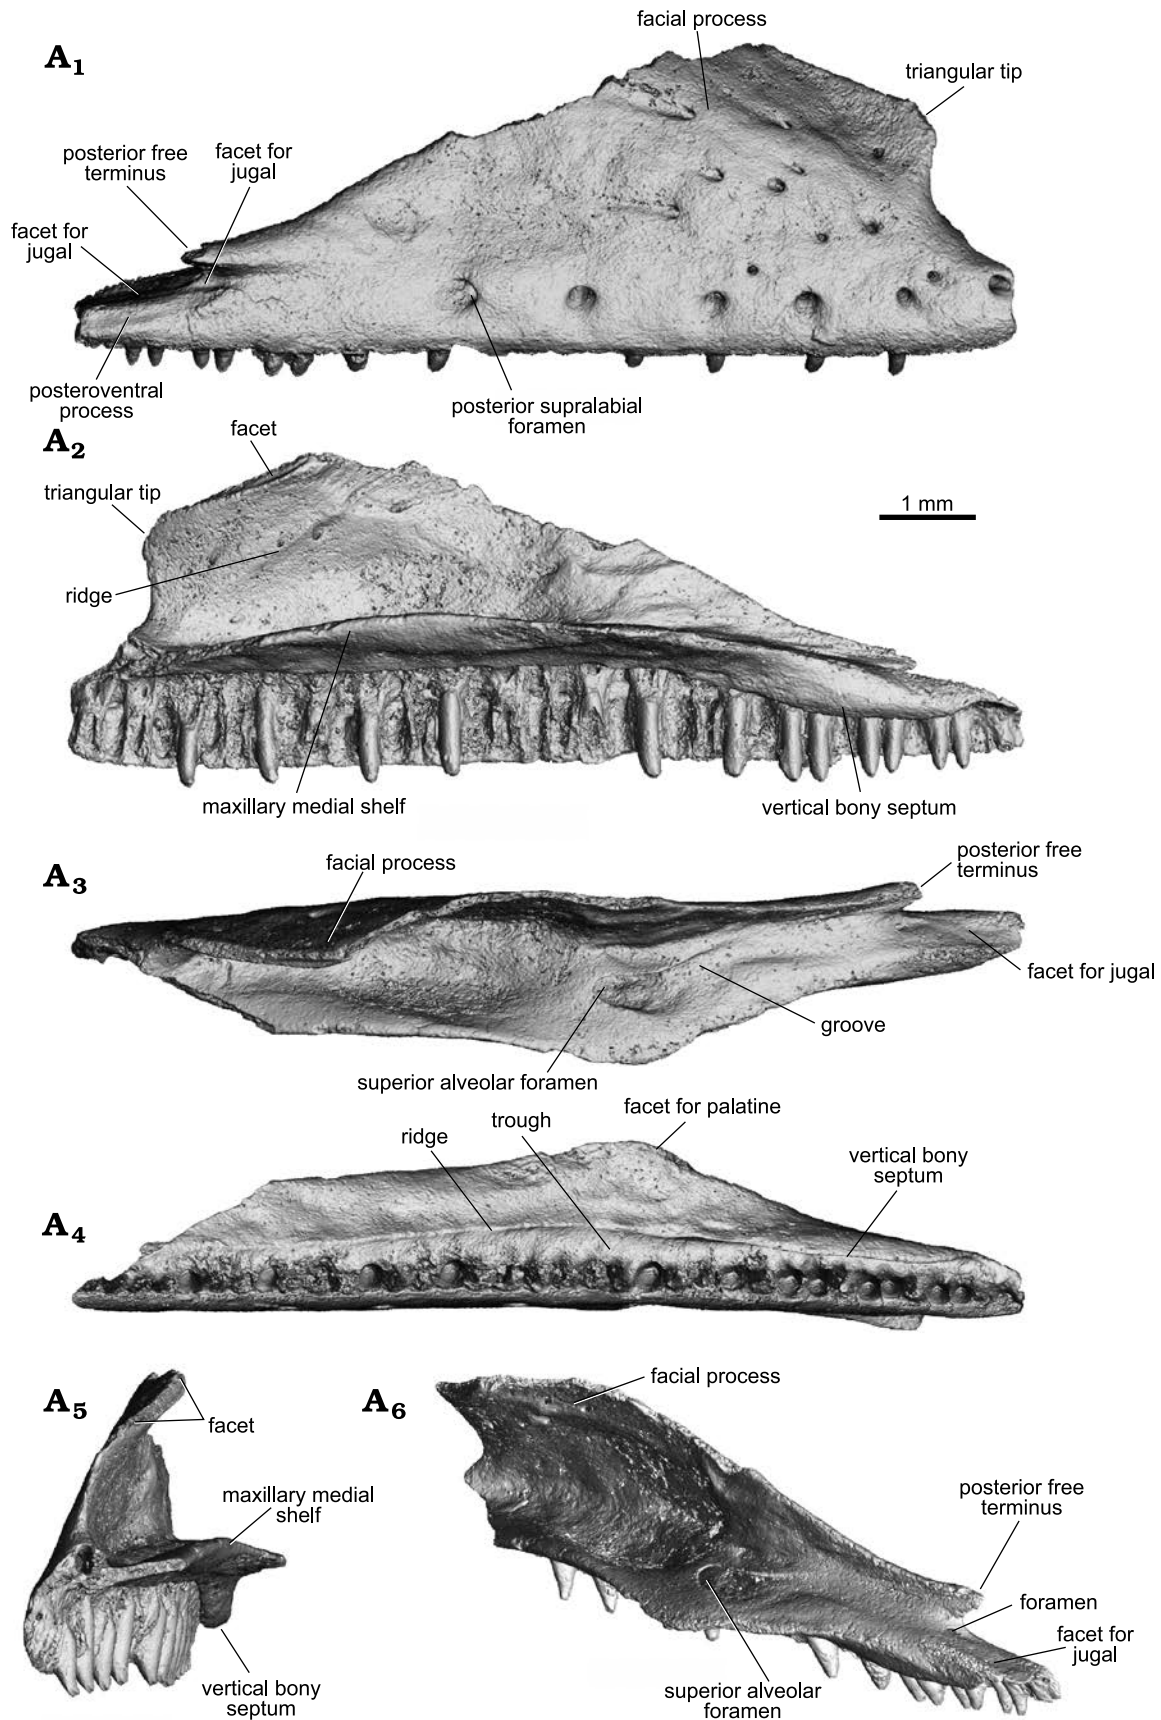 A1
facial process
triangular tip
posterior free
terminus
facet for
jugal
facet for
jugal
posteroventral
process
posterior supralabial
foramen
A2
facet
triangular tip
1 mm
ridge
maxillary medial shelf
vertical bony septum
A3
facial process
posterior free
terminus
facet for jugal
groove
superior alveolar foramen
A4
facet for palatine
trough
ridge
vertical bony
septum
A5
facet
maxillary medial
shelf
vertical bony
septum
A6
facial process
posterior free
terminus
foramen
facet for
jugal
superior alveolar
foramen